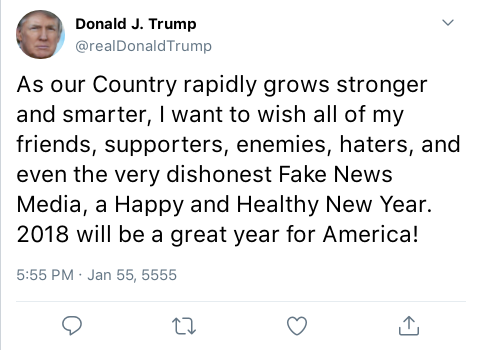 Donald J. Trump
@realDonaldTrump
As our Country rapidly grows stronger
and smarter, I want to wish all of my
friends, supporters, enemies, haters, and
even the very dishonest Fake News
Media, a Happy and Healthy New Year.
2018 will be a great year for America!
5:55 PM · Jan 55, 5555